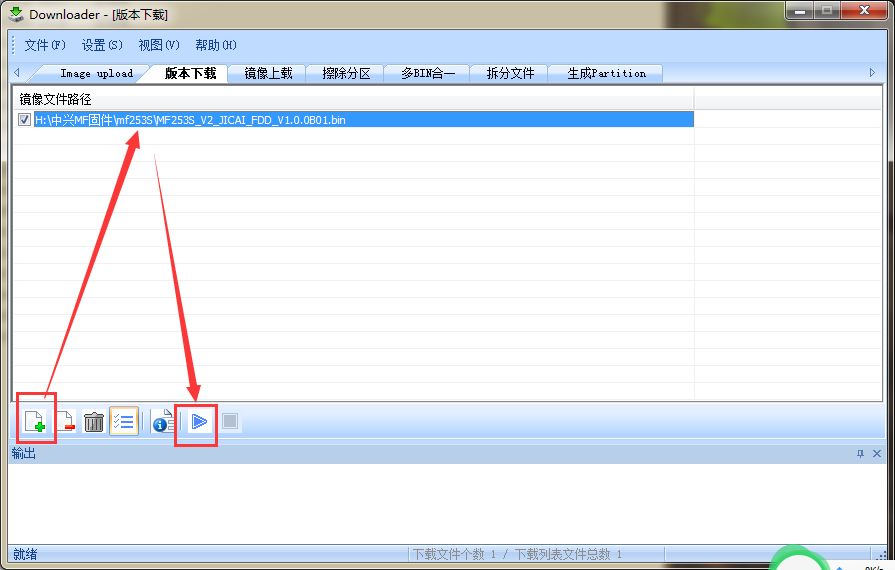 Downloader - [版本下载]
文件(F) 设置(S) 视图(V) 帮助(H)
Image upload 版本下载 镜像上载 擦除分区 多BIN合一 拆分文件 生成Partition
镜像文件路径
H:\中兴MF固件\mf253S\MF253S_V2_JICAI_FDD_V1.0.0B01.bin
输出
就绪 下载文件个数 1 / 下载列表文件总数 1